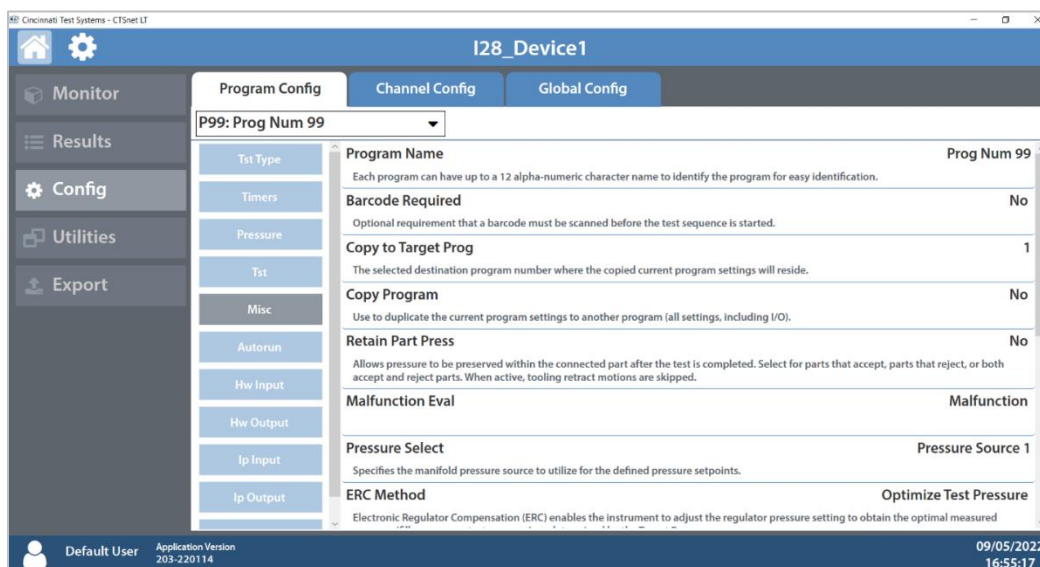 Cincinnati Test Systems - CTSnet LT
I28_Device1
Monitor
Results
Config
Utilities
Export
Program Config
Channel Config
Global Config
P99: Prog Num 99
Tst Type
Timers
Pressure
Tst
Misc
Autorun
Hw Input
Hw Output
Ip Input
Ip Output
Program Name
Prog Num 99
Each program can have up to a 12 alpha-numeric character name to identify the program for easy identification.
Barcode Required
No
Optional requirement that a barcode must be scanned before the test sequence is started.
Copy to Target Prog
1
The selected destination program number where the copied current program settings will reside.
Copy Program
No
Use to duplicate the current program settings to another program (all settings, including I/O).
Retain Part Press
No
Allows pressure to be preserved within the connected part after the test is completed. Select for parts that accept, parts that reject, or both
accept and reject parts. When active, tooling retract motions are skipped.
Malfunction Eval
Malfunction
Pressure Select
Pressure Source 1
Specifies the manifold pressure source to utilize for the defined pressure setpoints.
ERC Method
Optimize Test Pressure
Electronic Regulator Compensation (ERC) enables the instrument to adjust the regulator pressure setting to obtain the optimal measured
Default User
Application Version
203-220114
09/05/2022
16:55:17